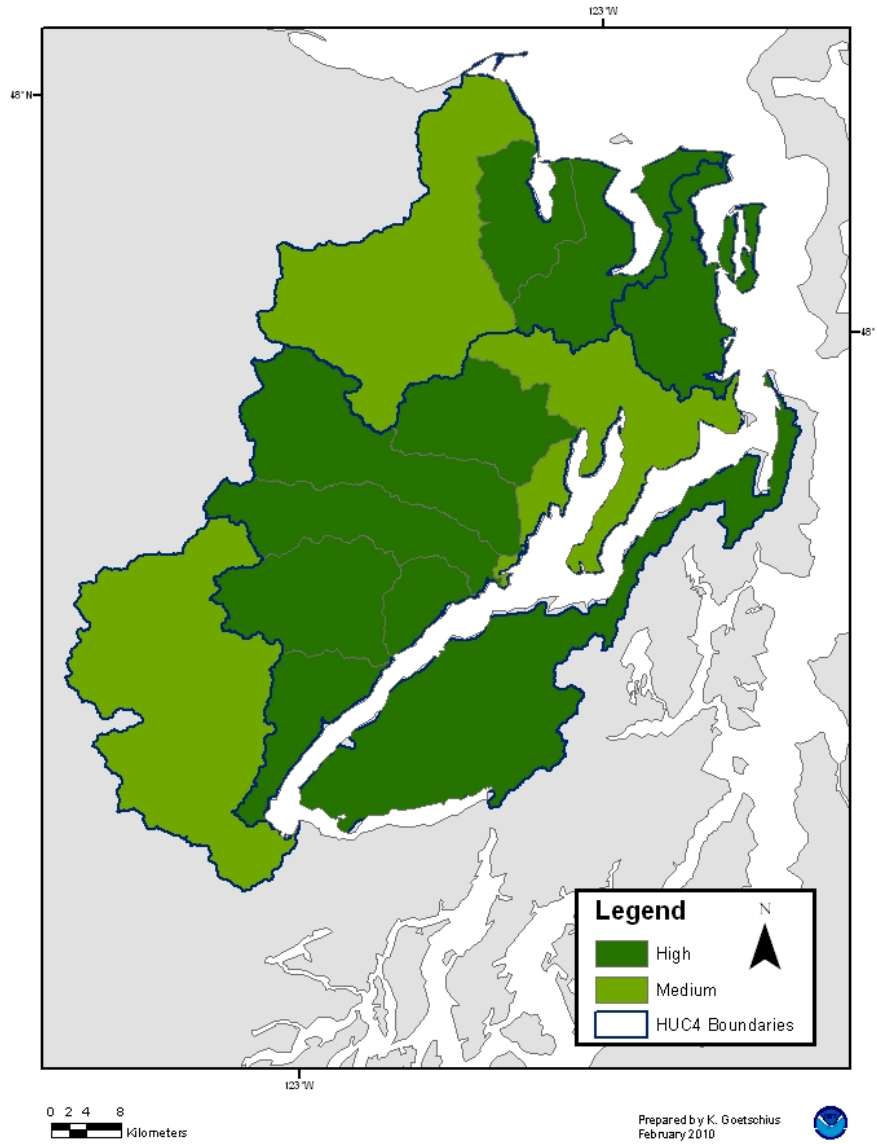 123°W
48°N
48°
Legend
N
High
Medium
HUC4 Boundaries
123°W
0 2 4 8
Kilometers
Prepared by K. Goetschius
February 2010